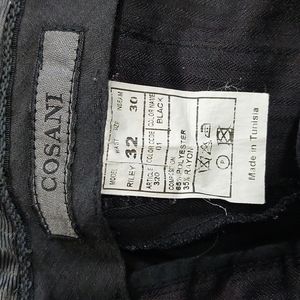 COSANI
MODEL
RILEY
WAIST SIZE
32
INSEAM
30
ARTICLE
320
COLOR CODE
01
COLOR NAME
BLACK
COMPOSITION
65% POLYESTER
35% RAYON
Made in Tunisia